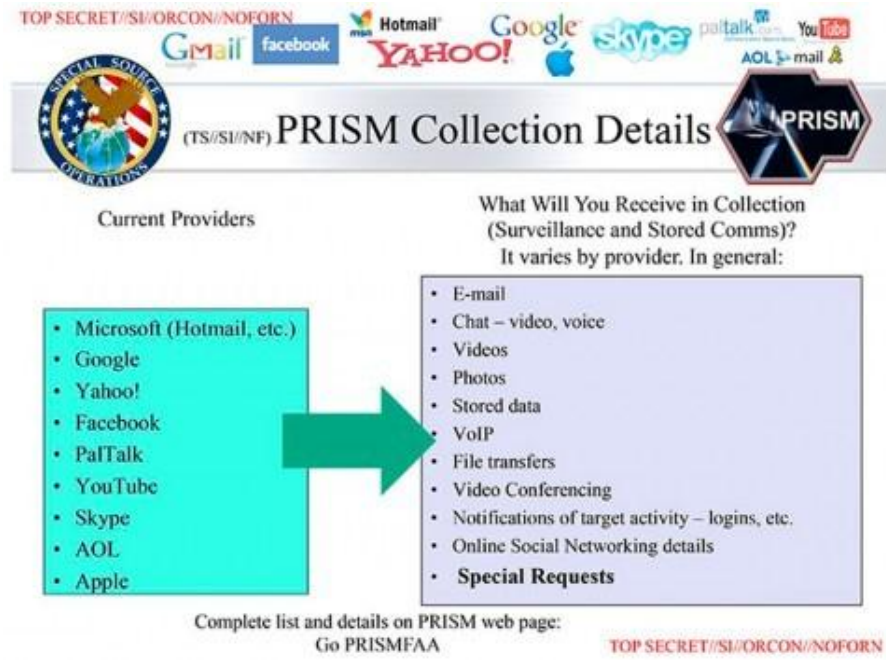 TOP SECRET//SI//ORCON//NOFORN
Gmail
facebook
msn Hotmail
YAHOO!
Google
skype
paltalk.com
YouTube
AOL mail
SPECIAL SOURCE
OPERATIONS
(TS//SI//NF) PRISM Collection Details
PRISM
Current Providers
What Will You Receive in Collection
(Surveillance and Stored Comms)?
It varies by provider. In general:
• Microsoft (Hotmail, etc.)
• Google
• Yahoo!
• Facebook
• PalTalk
• YouTube
• Skype
• AOL
• Apple
• E-mail
• Chat – video, voice
• Videos
• Photos
• Stored data
• VoIP
• File transfers
• Video Conferencing
• Notifications of target activity – logins, etc.
• Online Social Networking details
• Special Requests
Complete list and details on PRISM web page:
Go PRISMFAA
TOP SECRET//SI//ORCON//NOFORN